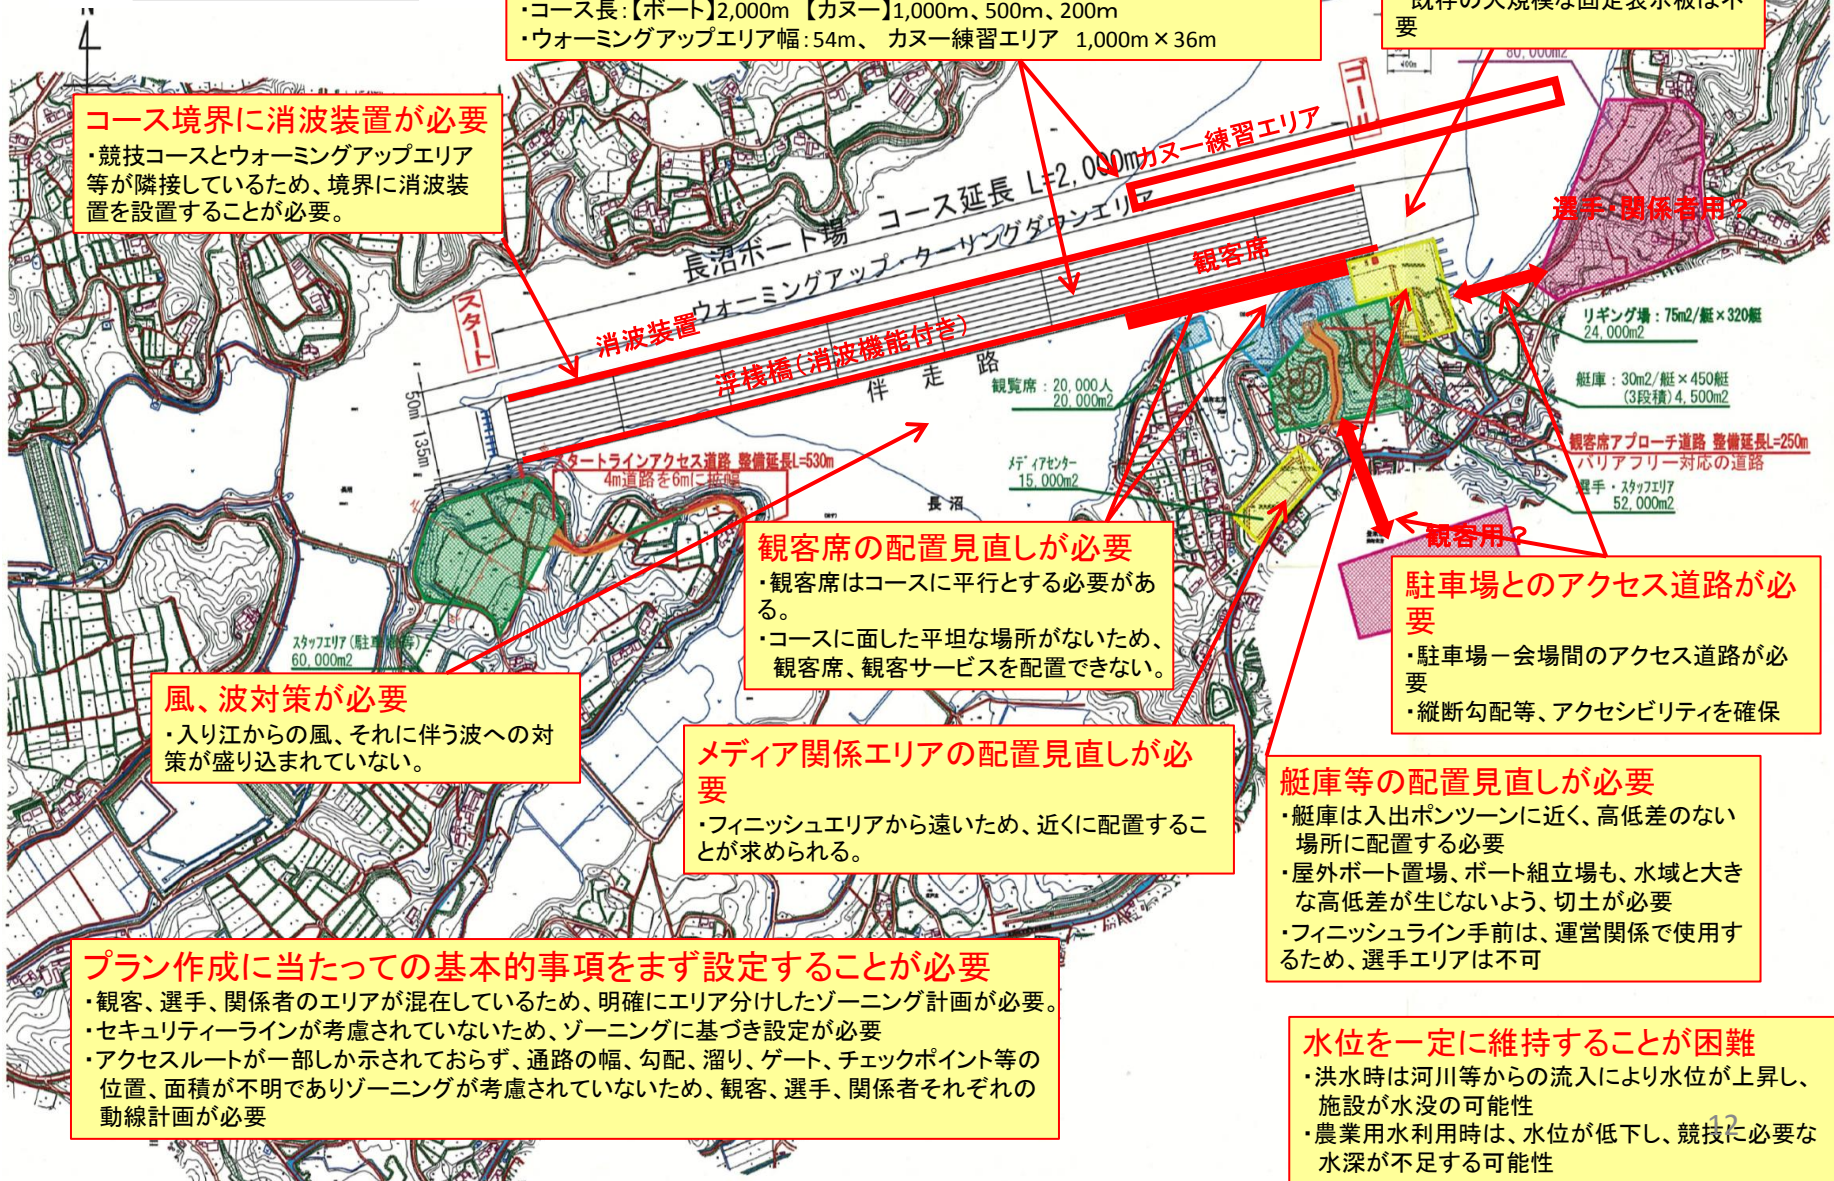 N
・コース長:【ボート】2,000m 【カヌー】1,000m、500m、200m
・ウォーミングアップエリア幅:54m、 カヌー練習エリア 1,000m×36m
要
80,000m2
400m
コース境界に消波装置が必要
・競技コースとウォーミングアップエリア
等が隣接しているため、境界に消波装
置を設置することが必要。
ゴール
カヌー練習エリア
長沼ボート場 コース延長 L=2,000m
ウォーミングアップ・クーリングダウンエリア
選手・関係者用?
観客席
スタート
消波装置
浮桟橋(消波機能付き)
伴走路
50m
135m
リギング場:75m2/艇×320艇
24,000m2
観覧席:20,000人
20,000m2
艇庫:30m2/艇×450艇
(3段積)4,500m2
観客席アプローチ道路 整備延長L=250m
バリアフリー対応の道路
選手・スタッフエリア
52,000m2
スタートラインアクセス道路 整備延長L=530m
4m道路を6mに拡幅
メディアセンター
15,000m2
長沼
観客用?
観客席の配置見直しが必要
・観客席はコースに平行とする必要があ
る。
・コースに面した平坦な場所がないため、
観客席、観客サービスを配置できない。
駐車場とのアクセス道路が必
要
・駐車場－会場間のアクセス道路が必
要
・縦断勾配等、アクセシビリティを確保
スタッフエリア(駐車場等)
60,000m2
風、波対策が必要
・入り江からの風、それに伴う波への対
策が盛り込まれていない。
メディア関係エリアの配置見直しが必
要
・フィニッシュエリアから遠いため、近くに配置するこ
とが求められる。
艇庫等の配置見直しが必要
・艇庫は入出ポンツーンに近く、高低差のない
場所に配置する必要
・屋外ボート置場、ボート組立場も、水域と大き
な高低差が生じないよう、切土が必要
・フィニッシュライン手前は、運営関係で使用す
るため、選手エリアは不可
プラン作成に当たっての基本的事項をまず設定することが必要
・観客、選手、関係者のエリアが混在しているため、明確にエリア分けしたゾーニング計画が必要。
・セキュリティーラインが考慮されていないため、ゾーニングに基づき設定が必要
・アクセスルートが一部しか示されておらず、通路の幅、勾配、溜り、ゲート、チェックポイント等の
位置、面積が不明でありゾーニングが考慮されていないため、観客、選手、関係者それぞれの
動線計画が必要
水位を一定に維持することが困難
・洪水時は河川等からの流入により水位が上昇し、
施設が水没の可能性
・農業用水利用時は、水位が低下し、競技に必要な
水深が不足する可能性
12